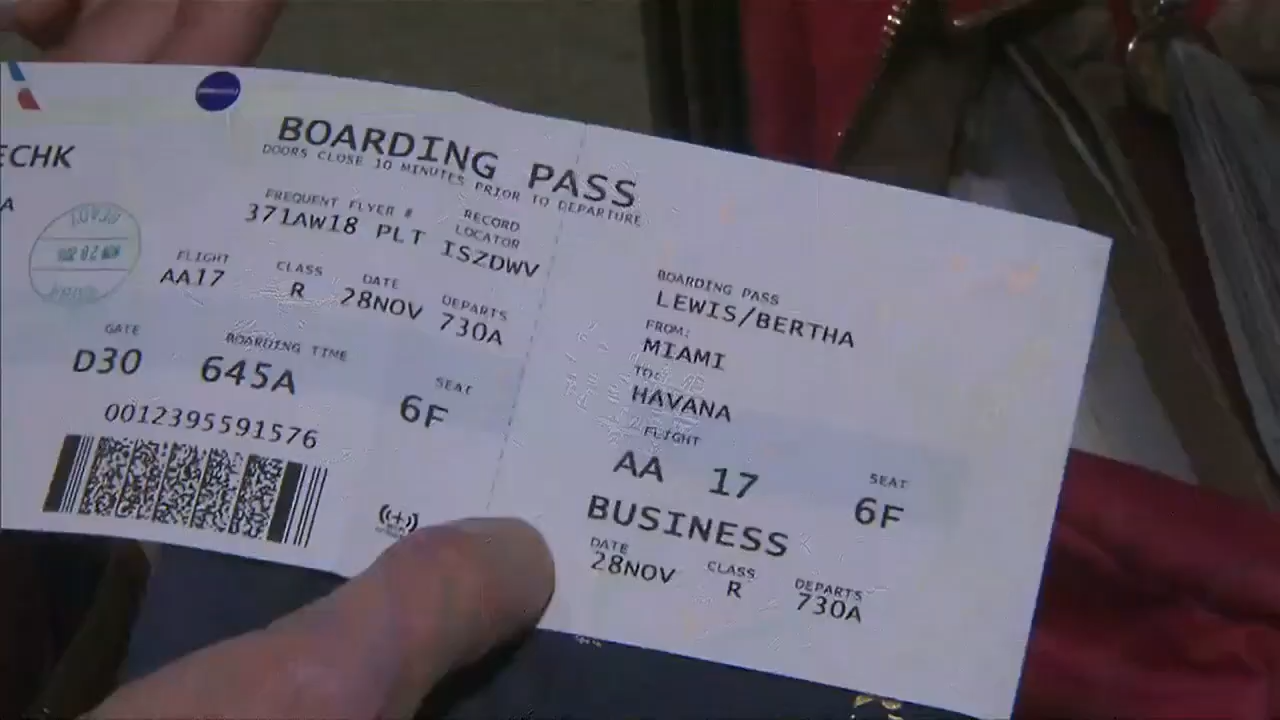 ECHK
A
BOARDING PASS
DOORS CLOSE 10 MINUTES PRIOR TO DEPARTURE
FREQUENT FLYER #
371AW18 PLT
RECORD
LOCATOR
ISZDWV
FLIGHT
AA17
CLASS
R
DATE
28NOV
DEPARTS
730A
GATE
D30
BOARDING TIME
645A
SEAT
6F
0012395591576
BOARDING PASS
LEWIS/BERTHA
FROM:
MIAMI
TO:
HAVANA
FLIGHT
AA 17
SEAT
6F
BUSINESS
DATE
28NOV
CLASS
R
DEPARTS
730A